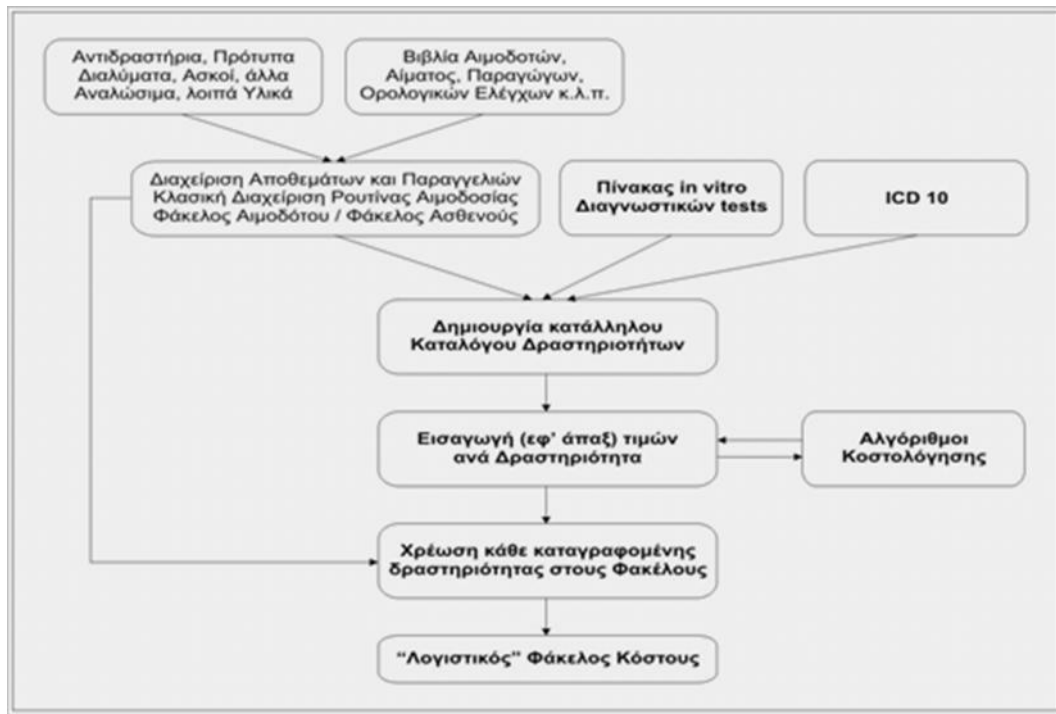 Αντιδραστήρια, Πρότυπα
Διαλύματα, Ασκοί, άλλα
Αναλώσιμα, λοιπά Υλικά
Βιβλία Αιμοδοτών,
Αίματος, Παραγώγων,
Ορολογικών Ελέγχων κ.λ.π.
Διαχείριση Αποθεμάτων και Παραγγελιών
Κλασική Διαχείριση Ρουτίνας Αιμοδοσίας
Φάκελος Αιμοδότου / Φάκελος Ασθενούς
Πίνακας in vitro
Διαγνωστικών tests
ICD 10
Δημιουργία κατάλληλου
Καταλόγου Δραστηριοτήτων
Εισαγωγή (εφ’ άπαξ) τιμών
ανά Δραστηριότητα
Αλγόριθμοι
Κοστολόγησης
Χρέωση κάθε καταγραφομένης
δραστηριότητας στους Φακέλους
“Λογιστικός” Φάκελος Κόστους